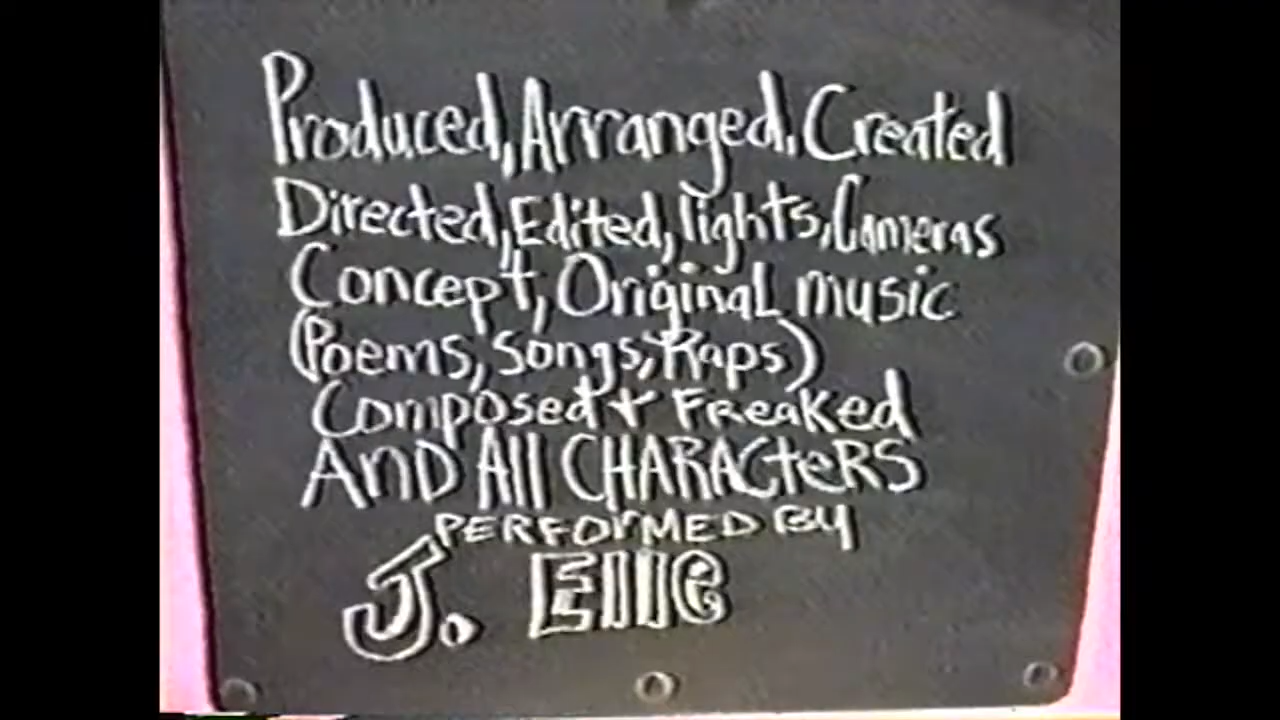 Produced, Arranged, Created
Directed, Edited, lights, Cameras
Concept, Original music
(Poems, Songs, Raps)
Composed + Freaked
AND All CHARACteRS
PERFORMED BY
J. Elle